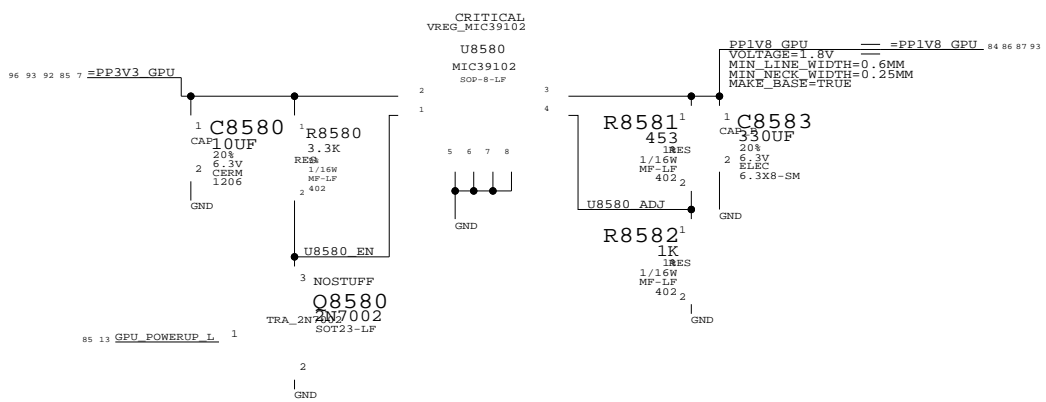 CRITICAL
VREG_MIC39102
U8580
MIC39102
SOP-8-LF
PP1V8_GPU
=PP1V8_GPU 84 86 87 93
VOLTAGE=1.8V
MIN_LINE_WIDTH=0.6MM
MIN_NECK_WIDTH=0.25MM
MAKE_BASE=TRUE
96 93 92 85 7 =PP3V3_GPU
2
1
3
4
1
C8580
CAP
10UF
20%
6.3V
CERM
1206
2
GND
1
R8580
3.3K
RES
1/16W
MF-LF
402
2
5 6 7 8
GND
R8581
1
453
RES
1/16W
MF-LF
402
2
1
C8583
330UF
20%
6.3V
ELEC
6.3X8-SM
2
GND
U8580_ADJ
R8582
1
1K
RES
1/16W
MF-LF
402
2
GND
U8580_EN
3
NOSTUFF
Q8580
2N7002
TRA_2N7002
SOT23-LF
85 13 GPU_POWERUP_L
1
2
GND